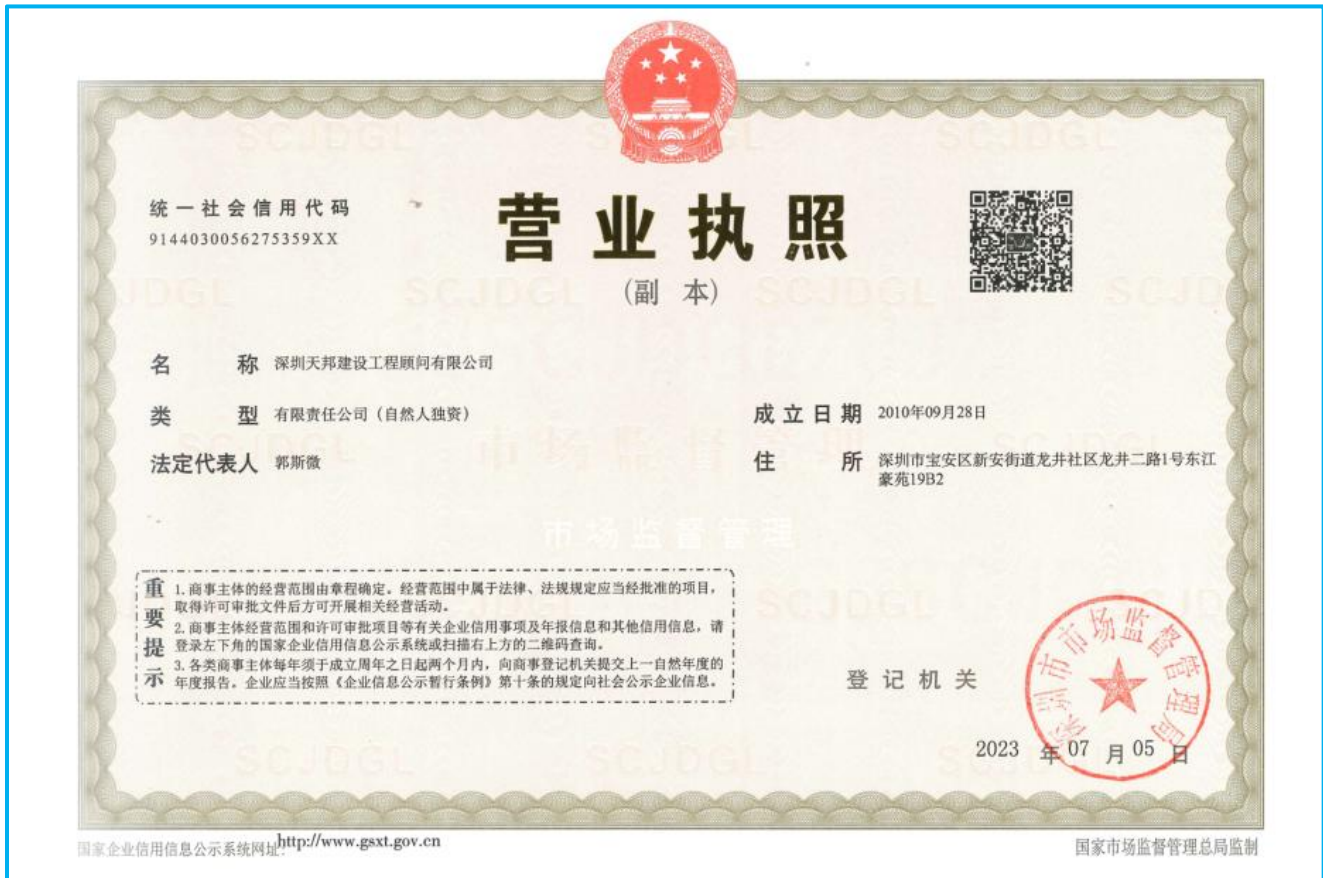 统一社会信用代码
9144030056275359XX
营业执照
(副 本)
名 称 深圳天邦建设工程顾问有限公司
类 型 有限责任公司（自然人独资）
成立日期 2010年09月28日
法定代表人 郭斯微
住 所 深圳市宝安区新安街道龙井社区龙井二路1号东江
豪苑19B2
市场监督管理
市场监督管理
重要提示
1.商事主体的经营范围由章程确定。经营范围中属于法律、法规规定应当经批准的项目，
取得许可审批文件后方可开展相关经营活动。
2.商事主体经营范围和许可审批项目等有关企业信用事项及年报信息和其他信用信息，请
登录左下角的国家企业信用信息公示系统或扫描右上方的二维码查询。
3.各类商事主体每年须于成立周年之日起两个月内，向商事登记机关提交上一自然年度的
年度报告。企业应当按照《企业信息公示暂行条例》第十条的规定向社会公示企业信息。
登记机关
深圳市市场监督管理局
2023 年 07 月 05 日
国家企业信用信息公示系统网址:http://www.gsxt.gov.cn
国家市场监督管理总局监制
SCJDGL